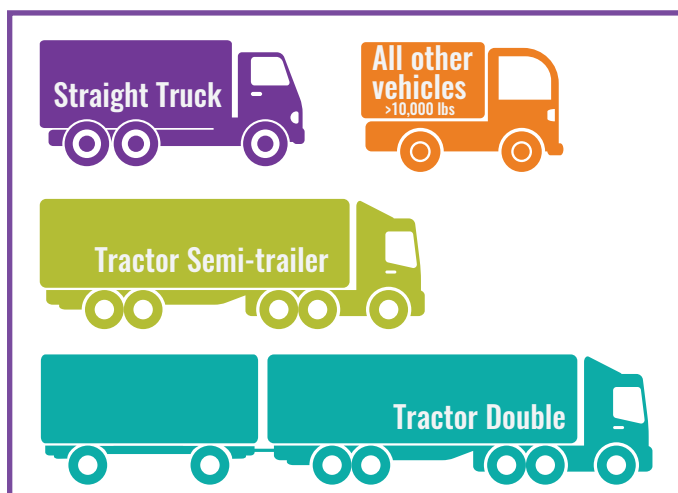 Straight Truck
All other
vehicles
>10,000 lbs
Tractor Semi-trailer
Tractor Double